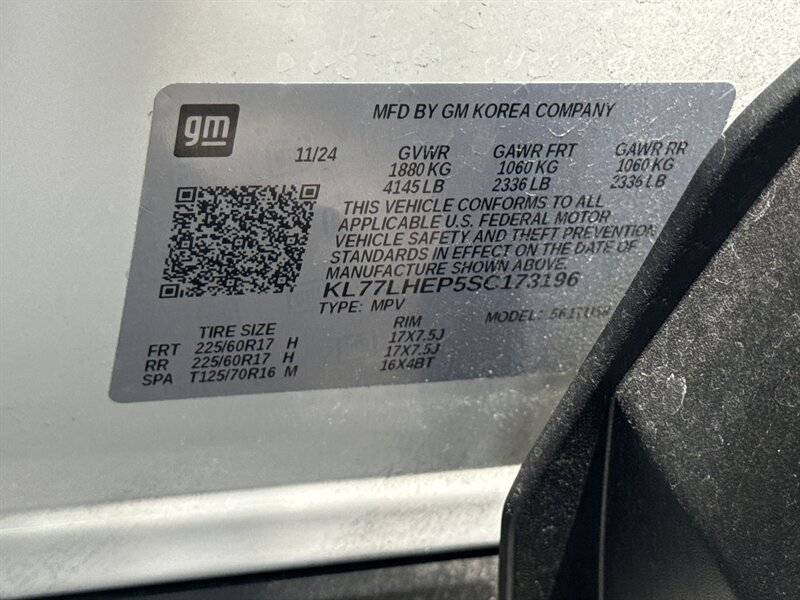 gm
MFD BY GM KOREA COMPANY
11/24 GVWR GAWR FRT GAWR RR
1880 KG 1060 KG 1060 KG
4145 LB 2336 LB 2336 LB
THIS VEHICLE CONFORMS TO ALL
APPLICABLE U.S. FEDERAL MOTOR
VEHICLE SAFETY AND THEFT PREVENTION
STANDARDS IN EFFECT ON THE DATE OF
MANUFACTURE SHOWN ABOVE
KL77LHEP5SC173196
TYPE: MPV MODEL:
TIRE SIZE RIM
FRT 225/60R17 H 17X7.5J
RR 225/60R17 H 17X7.5J
SPA T125/70R16 M 16X4BT